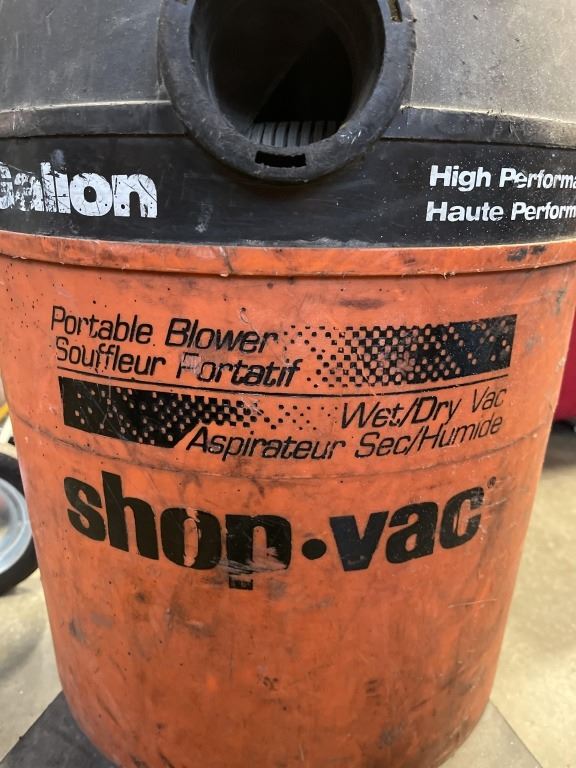 Gallon
High Performa
Haute Perform
Portable Blower
Souffleur Portatif
Wet/Dry Vac
Aspirateur Sec/Humide
shop·vac®